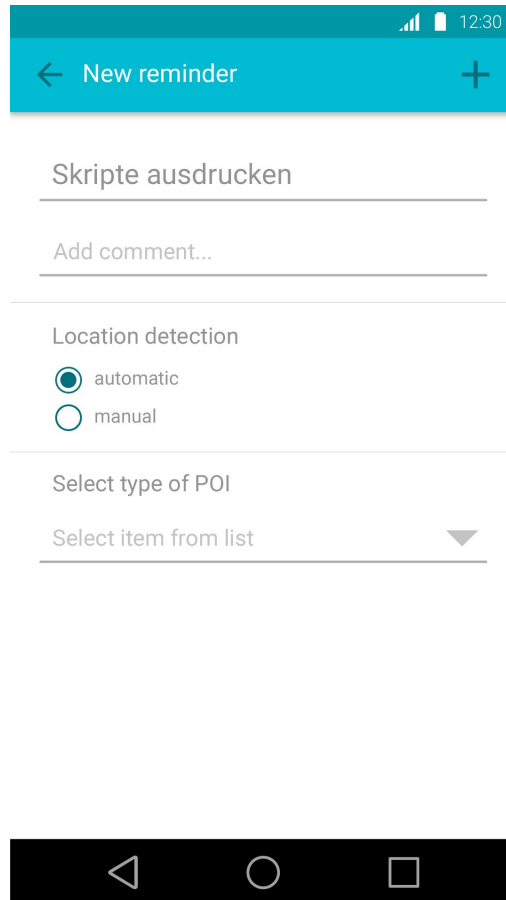 12:30
New reminder
Skripte ausdrucken
Add comment...
Location detection
automatic
manual
Select type of POI
Select item from list